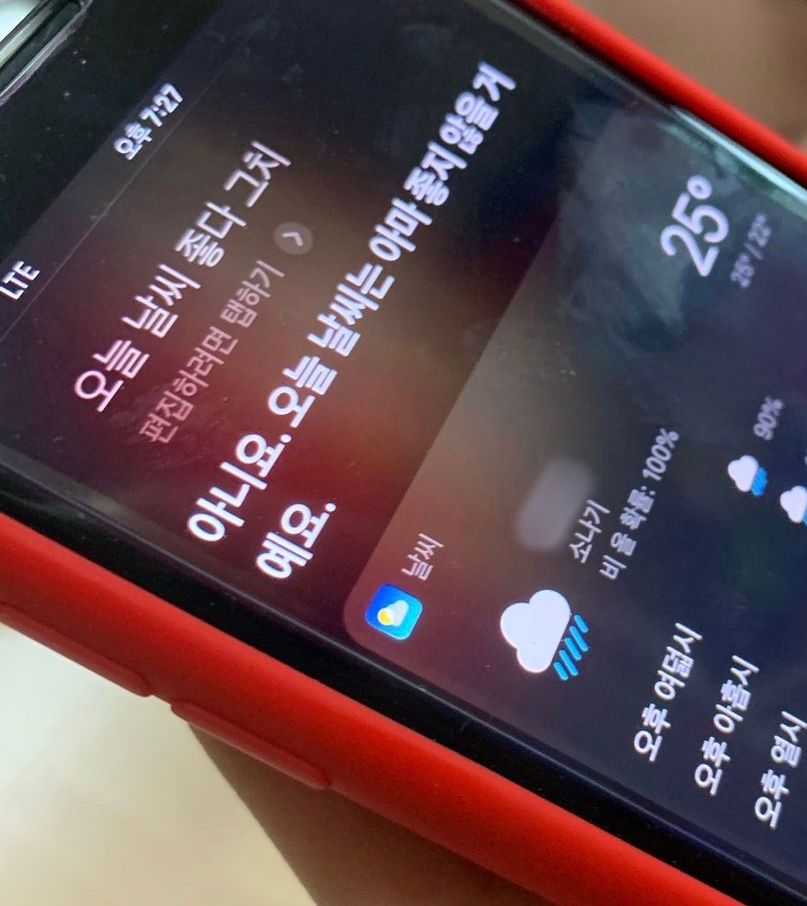 LTE
오후 7:27
오늘 날씨 좋다 그치
편집하려면 탭하기
아니요. 오늘 날씨는 아마 좋지 않을 거
예요.
날씨
소나기
비 올 확률: 100%
25°
25° / 22°
오후 여덟시
90%
오후 아홉시
오후 열시